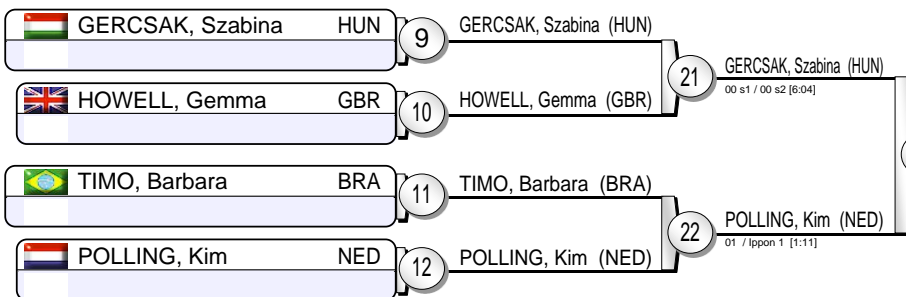 GERCSAK, Szabina HUN
9
GERCSAK, Szabina (HUN)
21
GERCSAK, Szabina (HUN)
00 s1 / 00 s2 [6:04]
HOWELL, Gemma GBR
10
HOWELL, Gemma (GBR)
TIMO, Barbara BRA
11
TIMO, Barbara (BRA)
22
POLLING, Kim (NED)
01 / Ippon 1 [1:11]
POLLING, Kim NED
12
POLLING, Kim (NED)